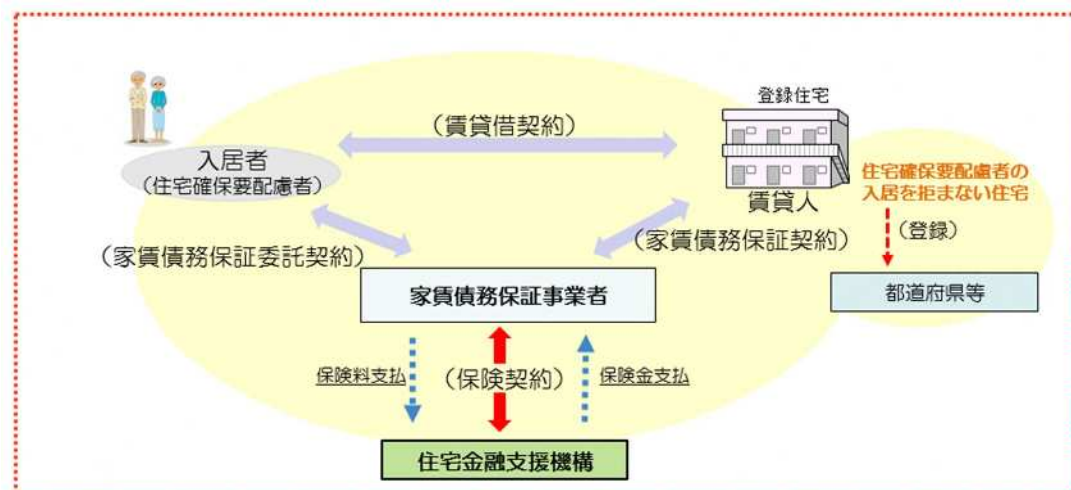 登録住宅
（賃貸借契約）
入居者
（住宅確保要配慮者）
賃貸人
住宅確保要配慮者の
入居を拒まない住宅
（登録）
（家賃債務保証委託契約）
（家賃債務保証契約）
家賃債務保証事業者
都道府県等
保険料支払
（保険契約）
保険金支払
住宅金融支援機構